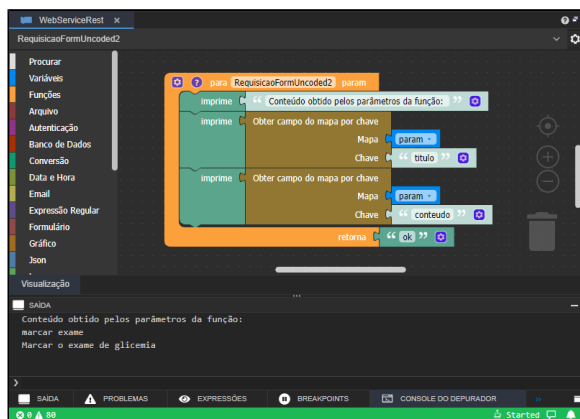 WebServiceRest ×
RequisicaoFormUncoded2
Procurar
Variáveis
Funções
Arquivo
Autenticação
Banco de Dados
Conversão
Data e Hora
Email
Expressão Regular
Formulário
Gráfico
Json
? para RequisicaoFormUncoded2 param
imprime “ Conteúdo obtido pelos parâmetros da função: ”
imprime Obter campo do mapa por chave
Mapa param
Chave “ titulo ”
imprime Obter campo do mapa por chave
Mapa param
Chave “ conteudo ”
retorna “ ok ”
Visualização
SAÍDA
Conteúdo obtido pelos parâmetros da função:
marcar exame
Marcar o exame de glicemia
>
SAÍDA PROBLEMAS EXPRESSÕES BREAKPOINTS CONSOLE DO DEPURADOR
0 80 Started